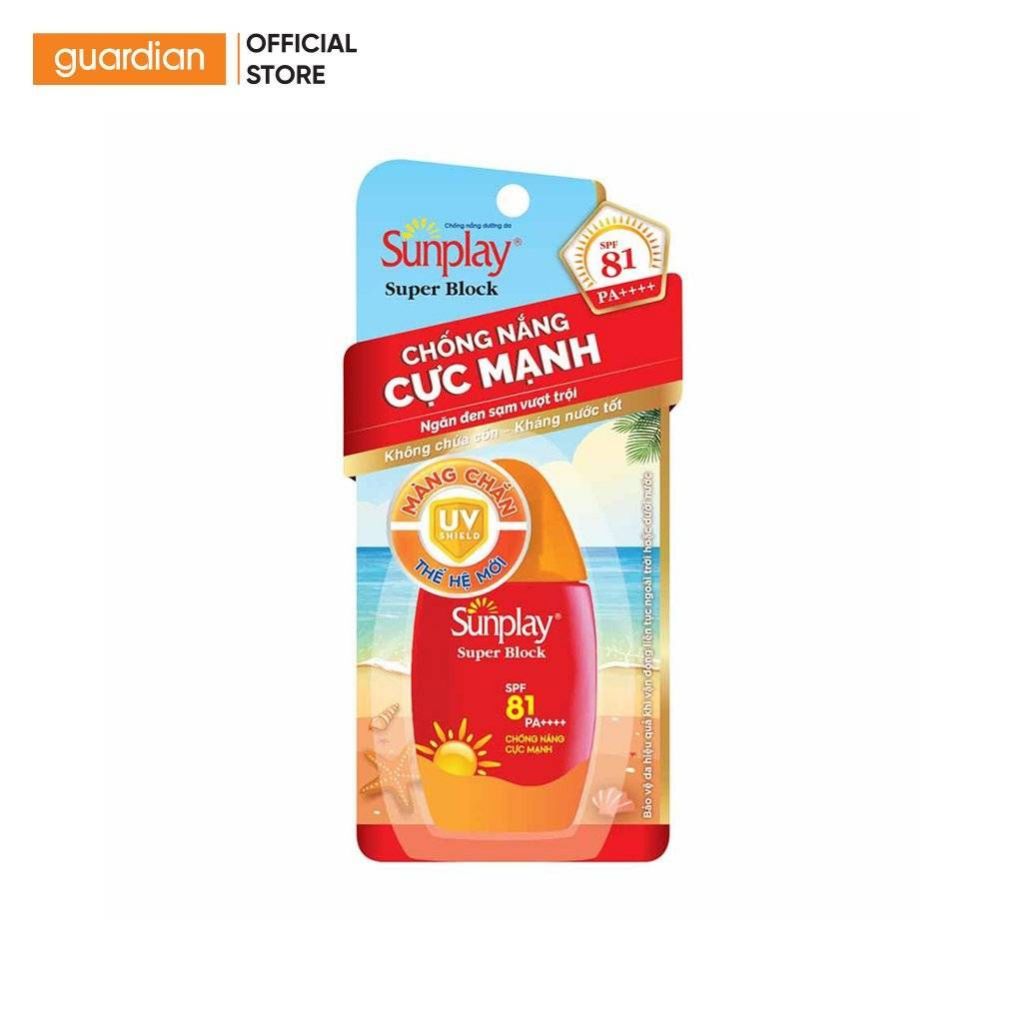 guardian
OFFICIAL
STORE
Chống nắng dưỡng da
Sunplay®
Super Block
SPF
81
PA++++
CHỐNG NẮNG
CỰC MẠNH
Ngăn đen sạm vượt trội
Không chứa cồn – Kháng nước tốt
MÀNG CHẮN
UV
SHIELD
THẾ HỆ MỚI
Sunplay®
Super Block
SPF
81
PA++++
CHỐNG NẮNG
CỰC MẠNH
Bảo vệ da hiệu quả khi vận động liên tục ngoài trời hoặc dưới nước